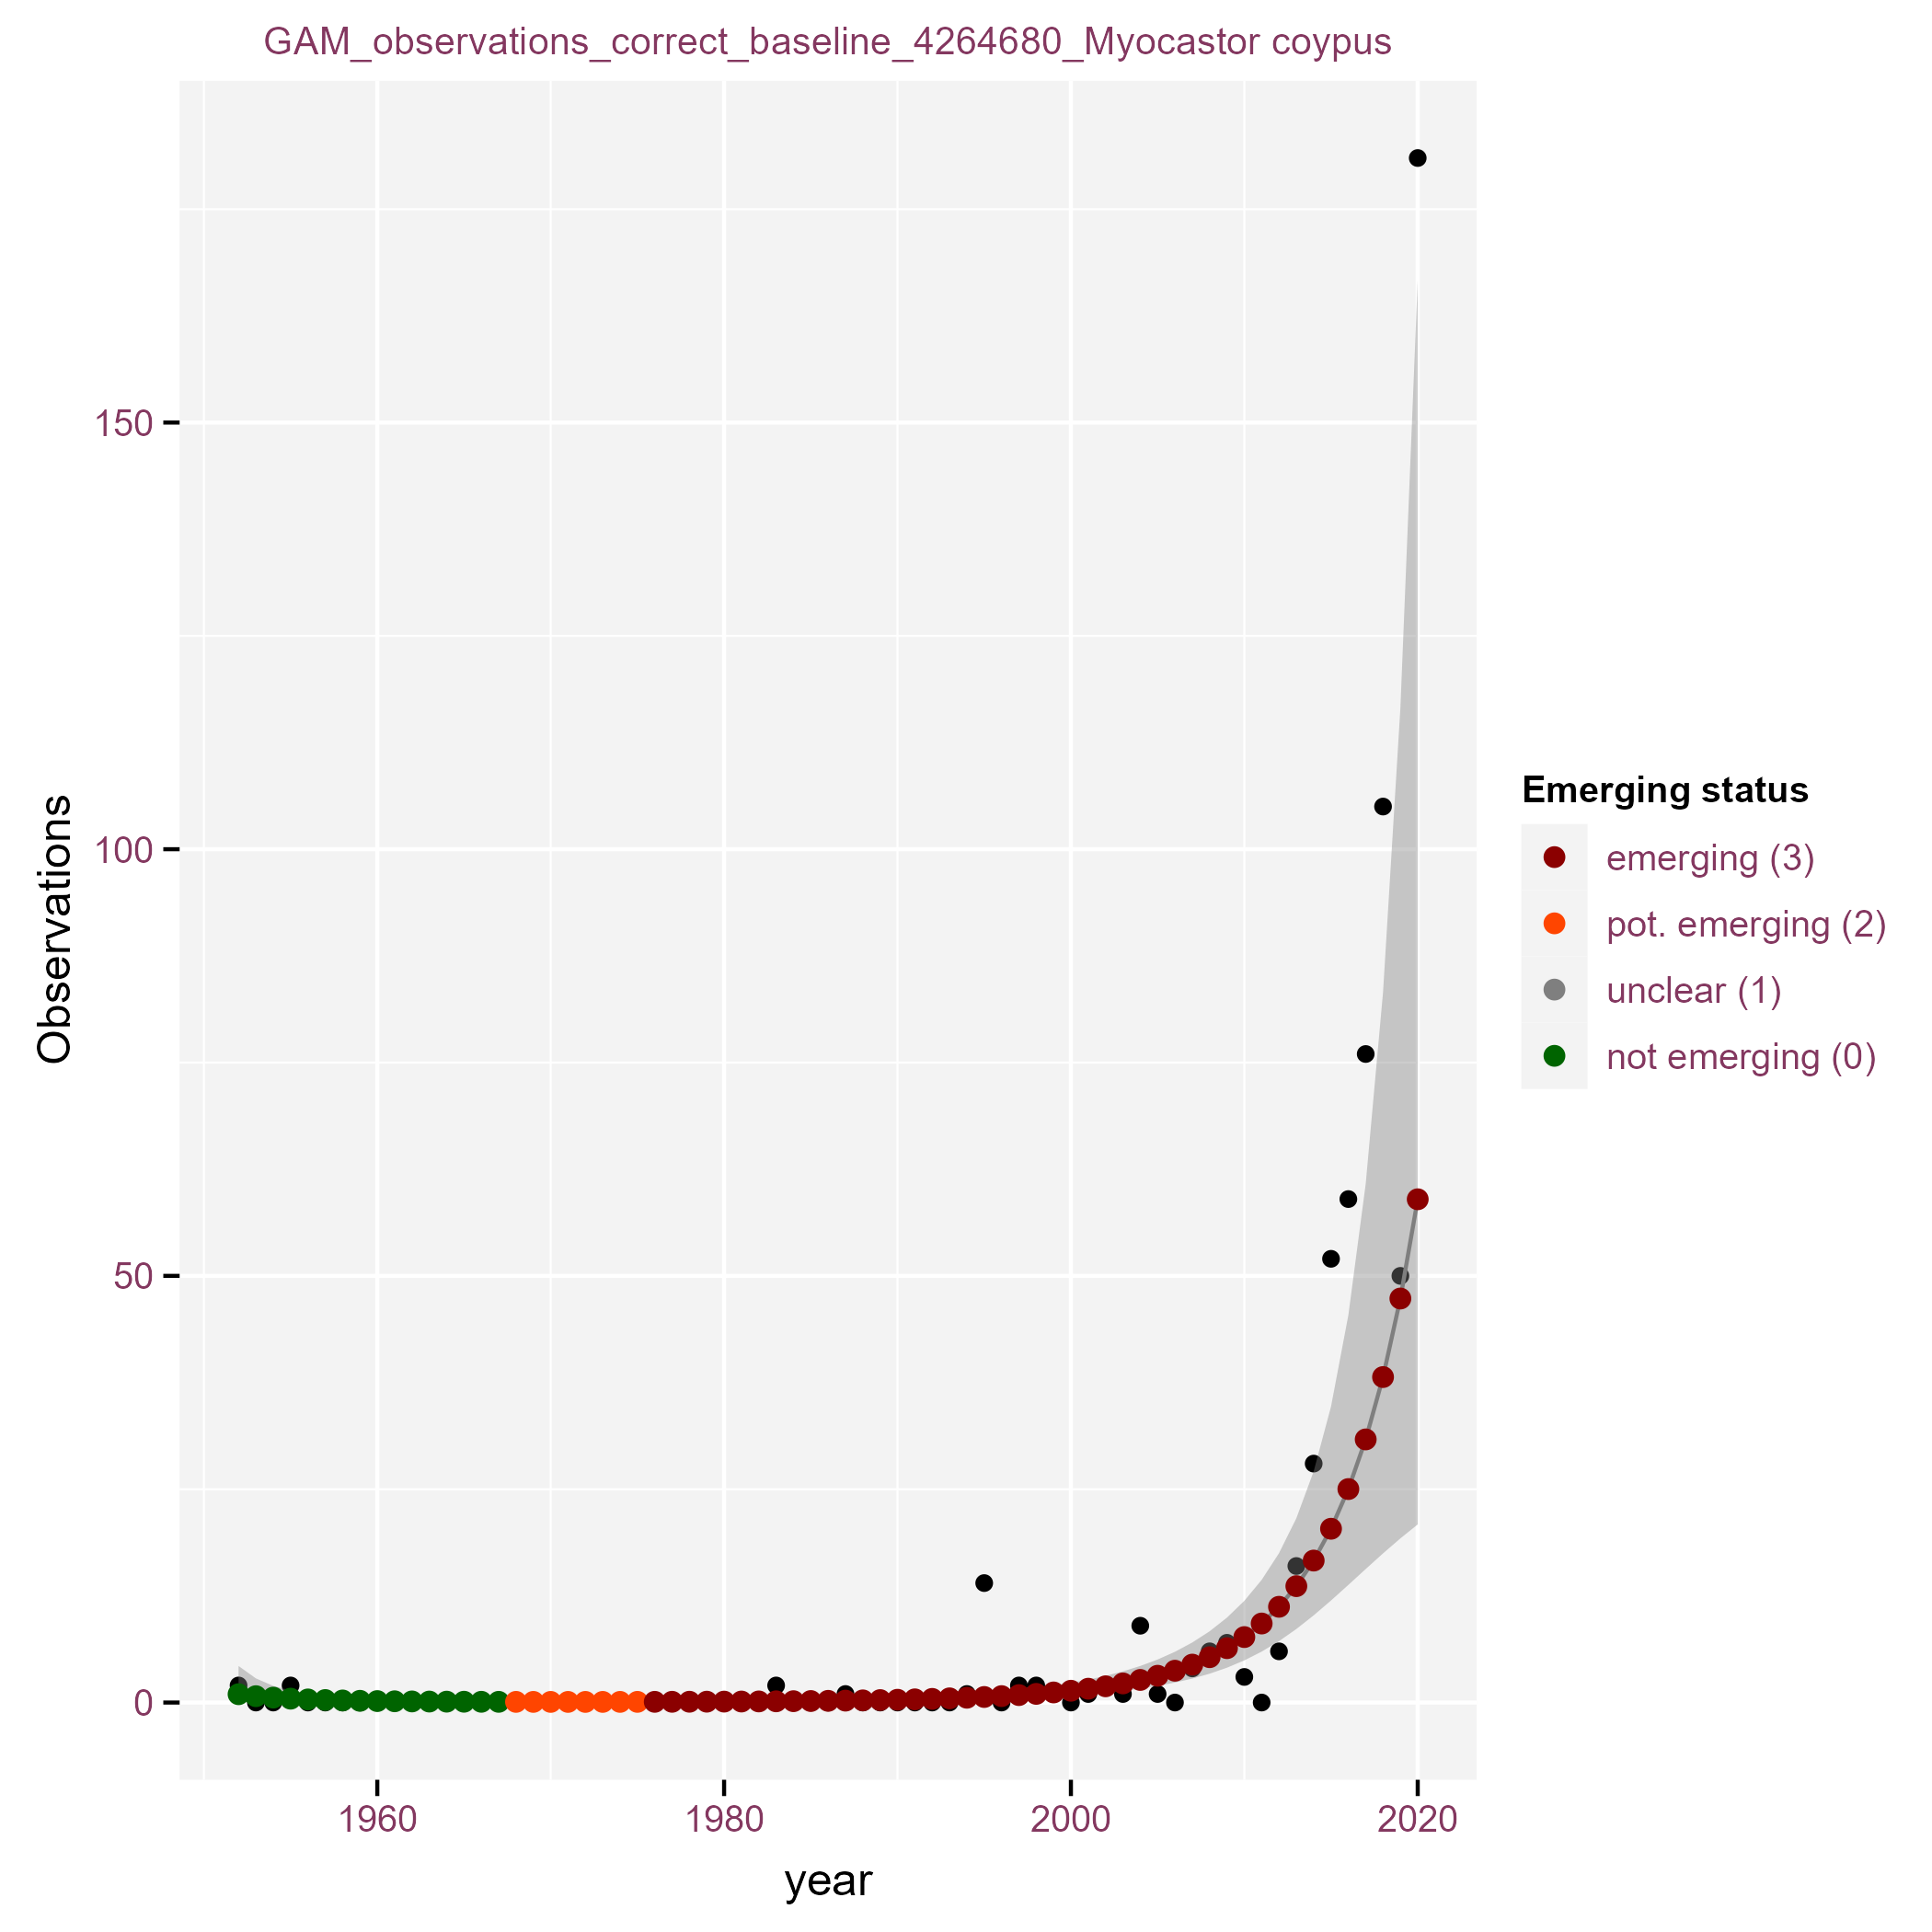 GAM_observations_correct_baseline_4264680_Myocastor coypus
Observations
150
100
50
0
1960
1980
2000
2020
year
Emerging status
emerging (3)
pot. emerging (2)
unclear (1)
not emerging (0)